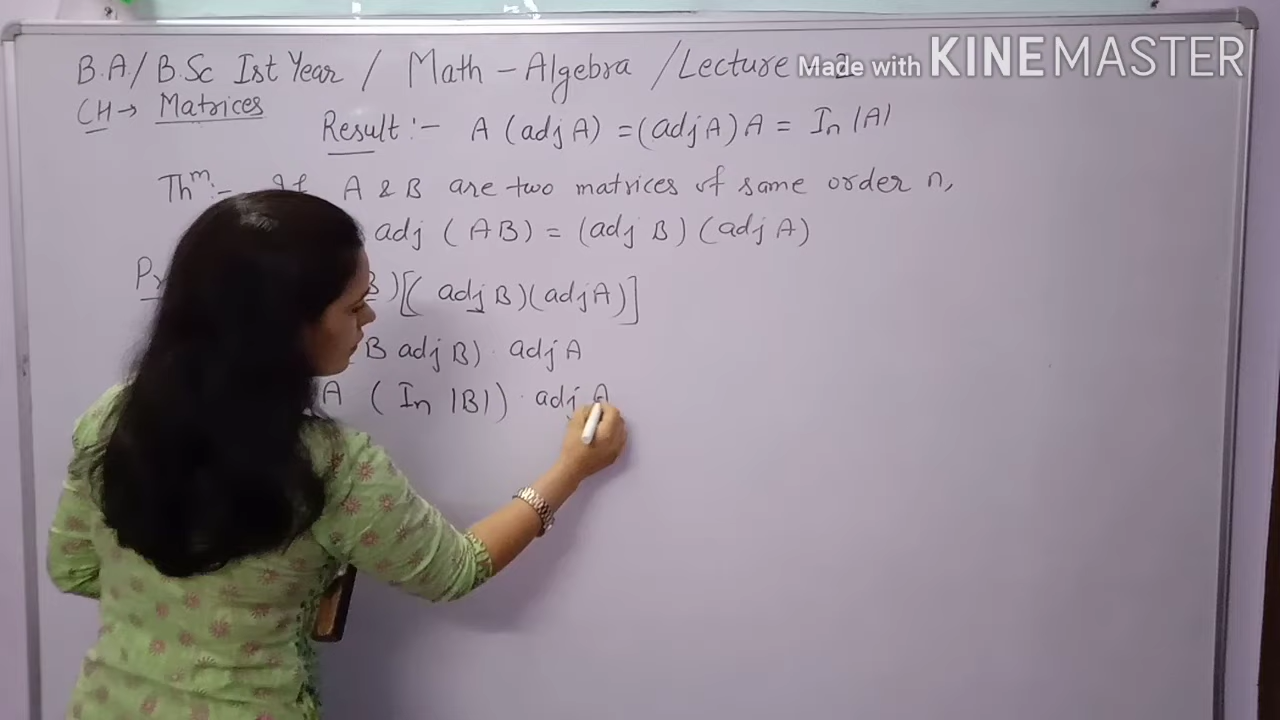 B.A/ B.Sc Ist Year / Math - Algebra / Lecture
Made with KINEMASTER
CH → Matrices
Result :- A (adj A) = (adj A) A = In |A|
Thm :- If A & B are two matrices of same order n,
adj (AB) = (adj B) (adj A)
B)[( adj B)(adj A)]
(B adj B) . adj A
A ( In |B|) . adj A